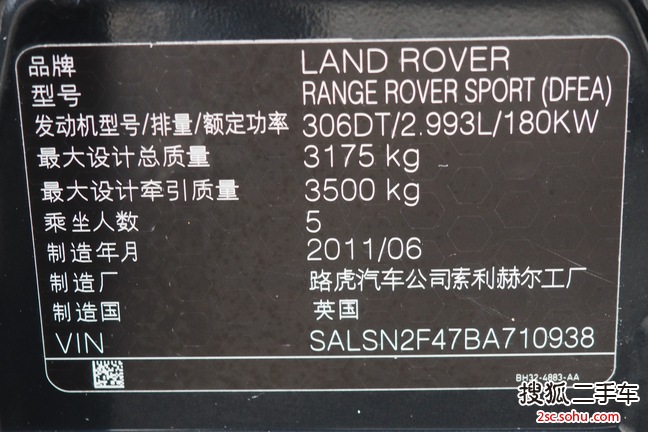 品牌 LAND ROVER
型号 RANGE ROVER SPORT (DFEA)
发动机型号/排量/额定功率 306DT/2.993L/180KW
最大设计总质量 3175 kg
最大设计牵引质量 3500 kg
乘坐人数 5
制造年月 2011/06
制造厂 路虎汽车公司索利赫尔工厂
制造国 英国
VIN SALSN2F47BA710938
BH32-4883-AA
搜狐二手车
2sc.sohu.com